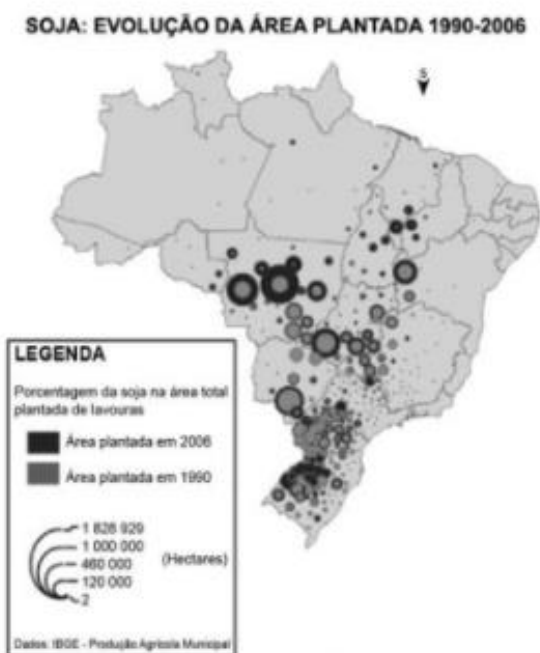 SOJA: EVOLUÇÃO DA ÁREA PLANTADA 1990-2006
S
LEGENDA
Porcentagem da soja na área total
plantada de lavouras
Área plantada em 2006
Área plantada em 1990
1 828 929
1 000 000
460 000
120 000
2
(Hectares)
Dados: IBGE - Produção Agrícola Municipal